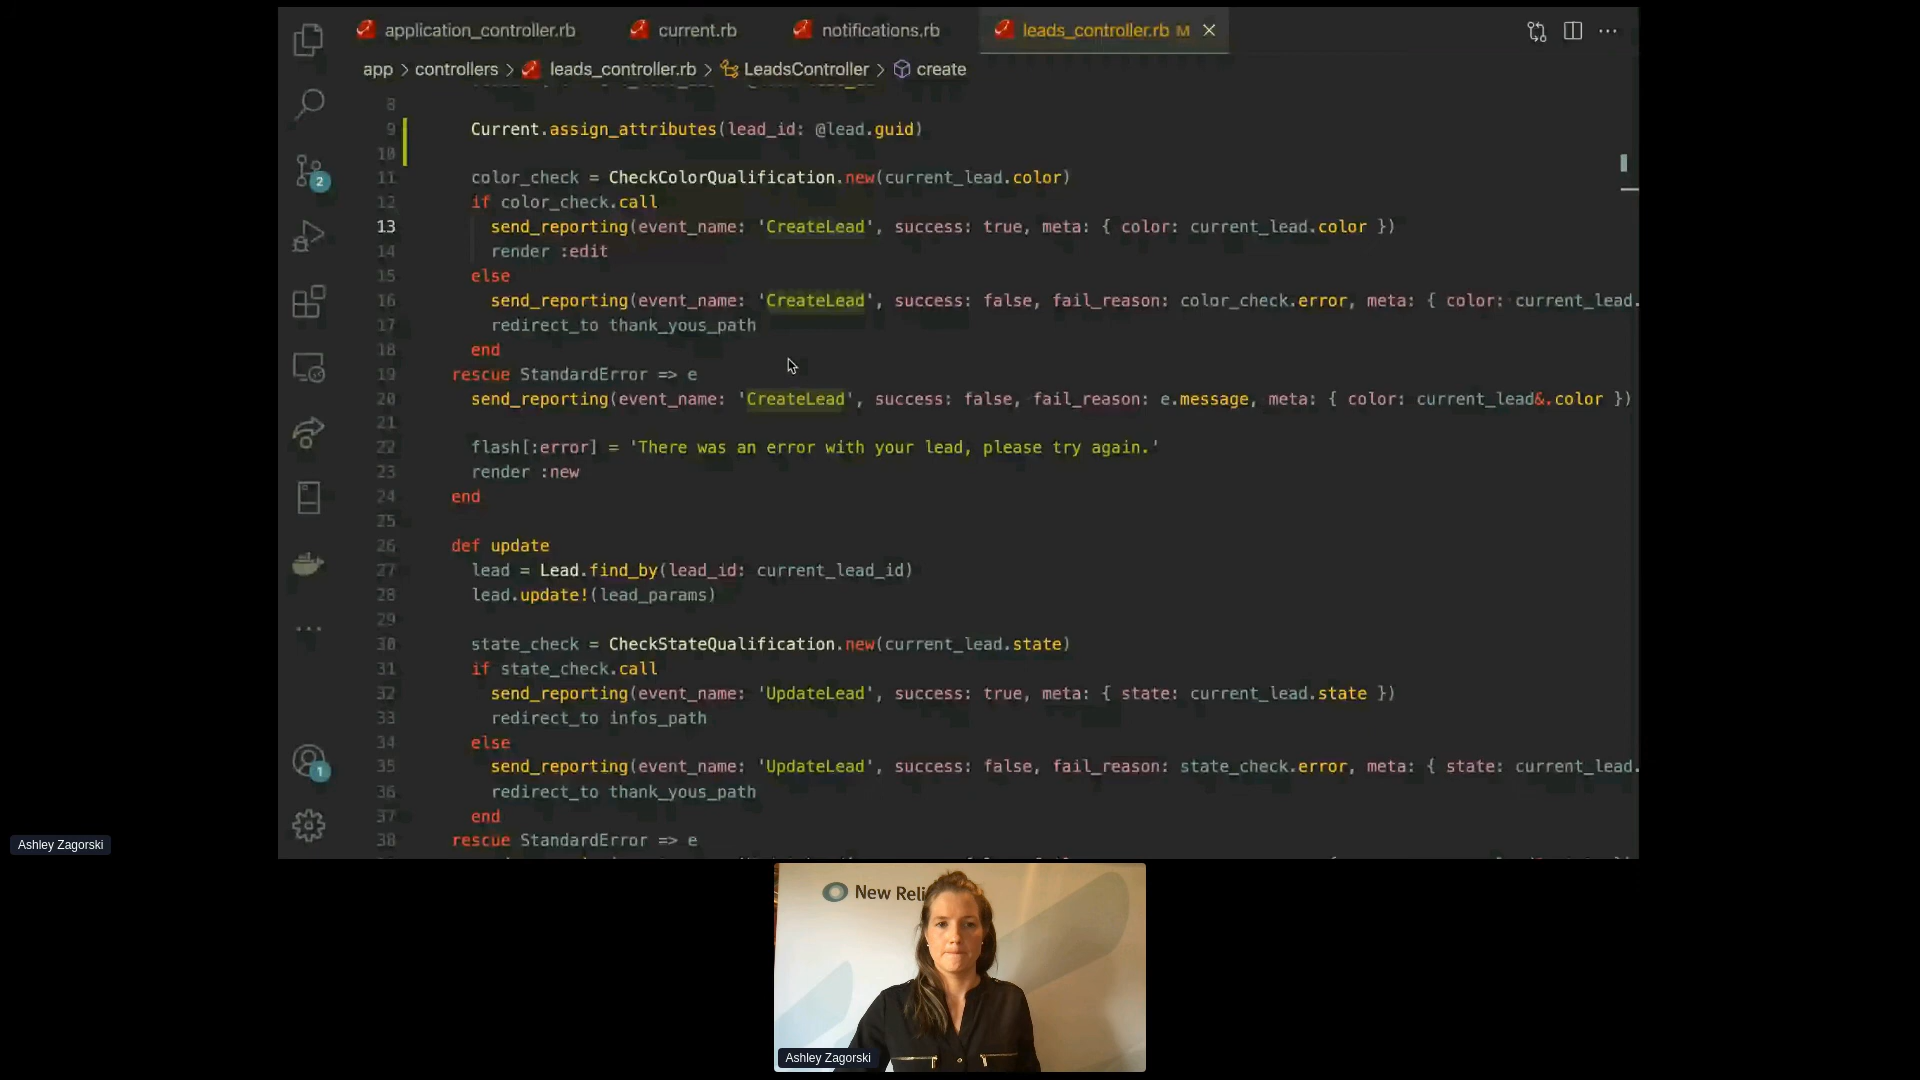 application_controller.rb
current.rb
notifications.rb
leads_controller.rb M
app > controllers > leads_controller.rb > LeadsController > create
8
9 Current.assign_attributes(lead_id: @lead.guid)
10
11 color_check = CheckColorQualification.new(current_lead.color)
12 if color_check.call
13 send_reporting(event_name: 'CreateLead', success: true, meta: { color: current_lead.color })
14 render :edit
15 else
16 send_reporting(event_name: 'CreateLead', success: false, fail_reason: color_check.error, meta: { color: current_lead.
17 redirect_to thank_yous_path
18 end
19 rescue StandardError => e
20 send_reporting(event_name: 'CreateLead', success: false, fail_reason: e.message, meta: { color: current_lead&.color })
21
22 flash[:error] = 'There was an error with your lead, please try again.'
23 render :new
24 end
25
26 def update
27 lead = Lead.find_by(lead_id: current_lead_id)
28 lead.update!(lead_params)
29
30 state_check = CheckStateQualification.new(current_lead.state)
31 if state_check.call
32 send_reporting(event_name: 'UpdateLead', success: true, meta: { state: current_lead.state })
33 redirect_to infos_path
34 else
35 send_reporting(event_name: 'UpdateLead', success: false, fail_reason: state_check.error, meta: { state: current_lead.
36 redirect_to thank_yous_path
37 end
38 rescue StandardError => e
2
1
Ashley Zagorski
New Reli
Ashley Zagorski